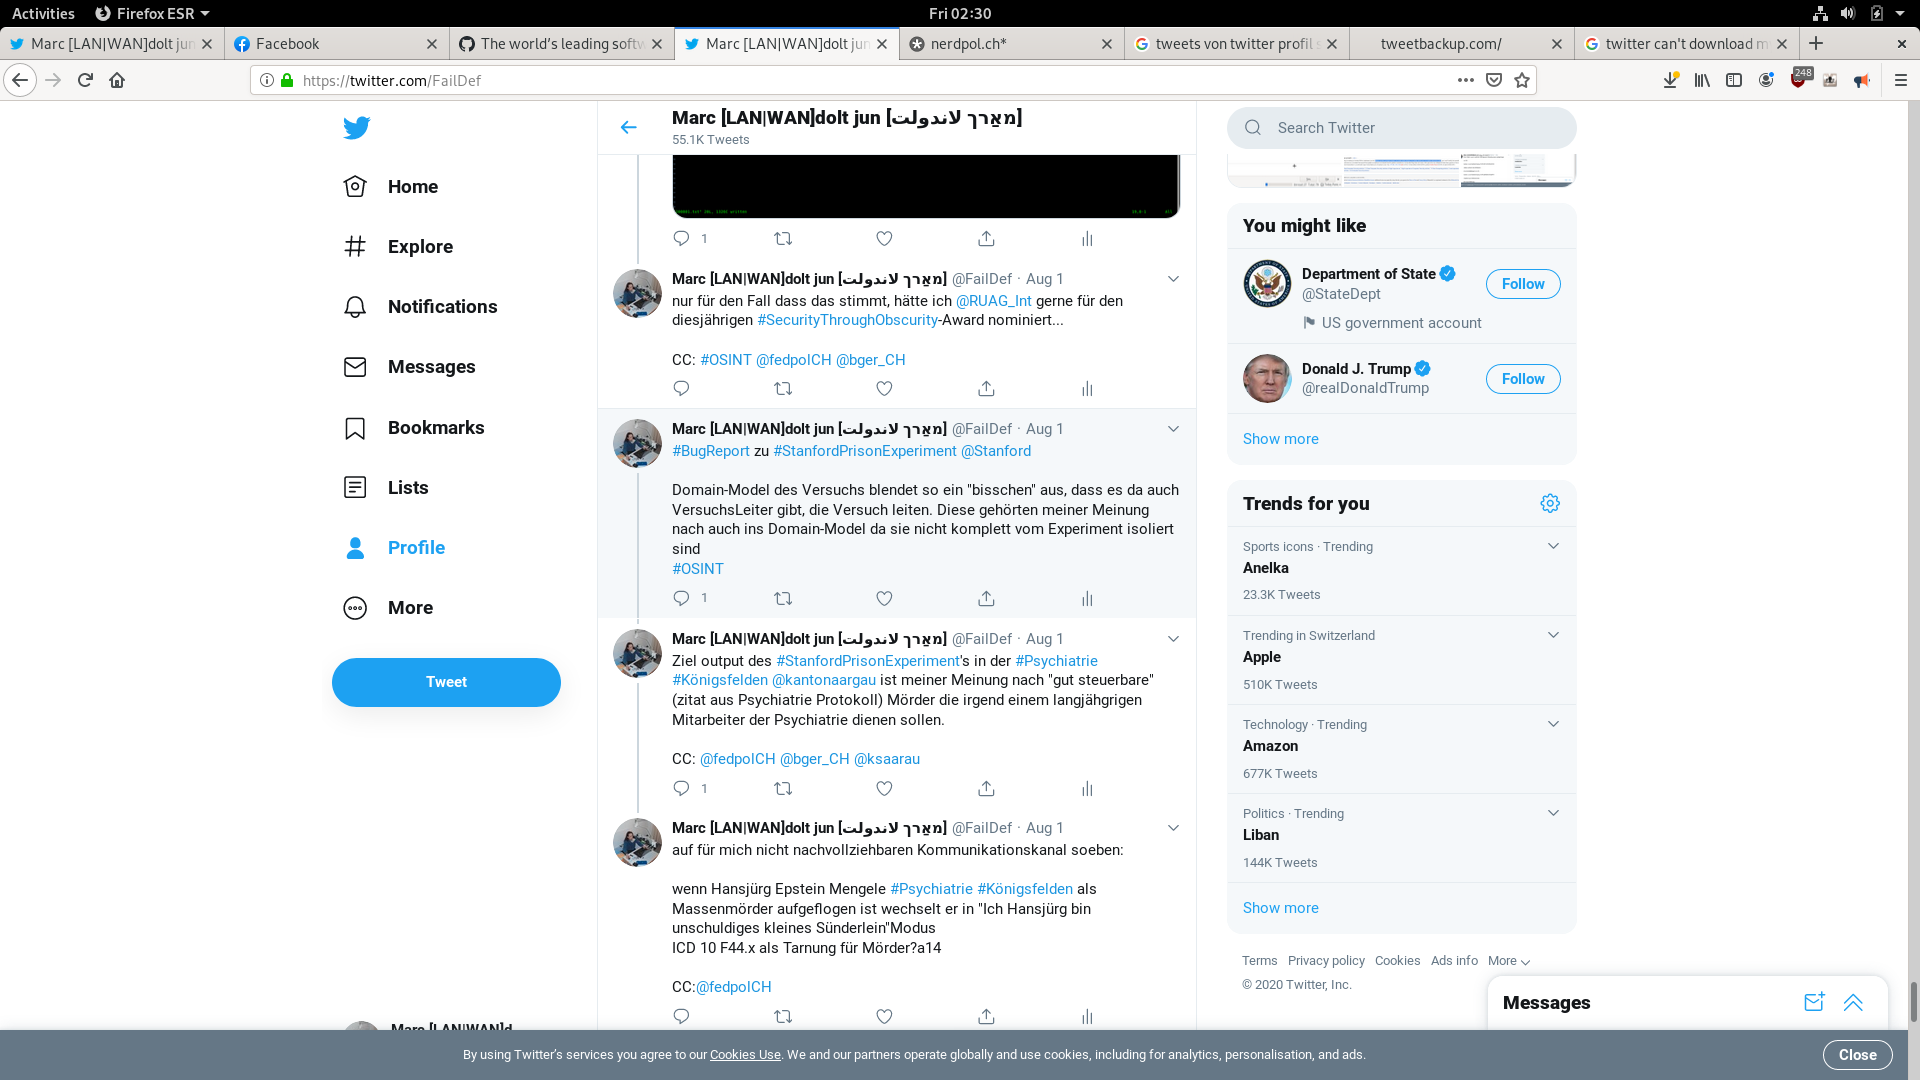 Activities Firefox ESR Fri 02:30
Marc [LAN|WAN]dolt jun Facebook The world's leading softw Marc [LAN|WAN]dolt jun nerdpol.ch* tweets von twitter profil s tweetbackup.com/ twitter can't download m
https://twitter.com/FailDef 248
Marc [LAN|WAN]dolt jun [מאַרך לאנדולת]
55.1K Tweets
Home
Explore
Notifications
Messages
Bookmarks
Lists
Profile
More
Tweet
Marc [LAN|WAN]d
1
Marc [LAN|WAN]dolt jun [מאַרך לאנדולת] @FailDef · Aug 1
nur für den Fall dass das stimmt, hätte ich @RUAG_Int gerne für den
diesjährigen #SecurityThroughObscurity-Award nominiert...
CC: #OSINT @fedpolCH @bger_CH
Marc [LAN|WAN]dolt jun [מאַרך לאנדולת] @FailDef · Aug 1
#BugReport zu #StanfordPrisonExperiment @Stanford
Domain-Model des Versuchs blendet so ein "bisschen" aus, dass es da auch
VersuchsLeiter gibt, die Versuch leiten. Diese gehörten meiner Meinung
nach auch ins Domain-Model da sie nicht komplett vom Experiment isoliert
sind
#OSINT
1
Marc [LAN|WAN]dolt jun [מאַרך לאנדולת] @FailDef · Aug 1
Ziel output des #StanfordPrisonExperiment's in der #Psychiatrie
#Königsfelden @kantonaargau ist meiner Meinung nach "gut steuerbare"
(zitat aus Psychiatrie Protokoll) Mörder die irgend einem langjähgrigen
Mitarbeiter der Psychiatrie dienen sollen.
CC: @fedpolCH @bger_CH @ksaarau
1
Marc [LAN|WAN]dolt jun [מאַרך לאנדולת] @FailDef · Aug 1
auf für mich nicht nachvollziehbaren Kommunikationskanal soeben:
wenn Hansjürg Epstein Mengele #Psychiatrie #Königsfelden als
Massenmörder aufgeflogen ist wechselt er in "Ich Hansjürg bin
unschuldiges kleines Sünderlein"Modus
ICD 10 F44.x als Tarnung für Mörder?a14
CC:@fedpolCH
Search Twitter
You might like
Department of State
@StateDept
US government account
Follow
Donald J. Trump
@realDonaldTrump
Follow
Show more
Trends for you
Sports icons · Trending
Anelka
23.3K Tweets
Trending in Switzerland
Apple
510K Tweets
Technology · Trending
Amazon
677K Tweets
Politics · Trending
Liban
144K Tweets
Show more
Terms Privacy policy Cookies Ads info More
© 2020 Twitter, Inc.
Messages
By using Twitter's services you agree to our Cookies Use. We and our partners operate globally and use cookies, including for analytics, personalisation, and ads.
Close